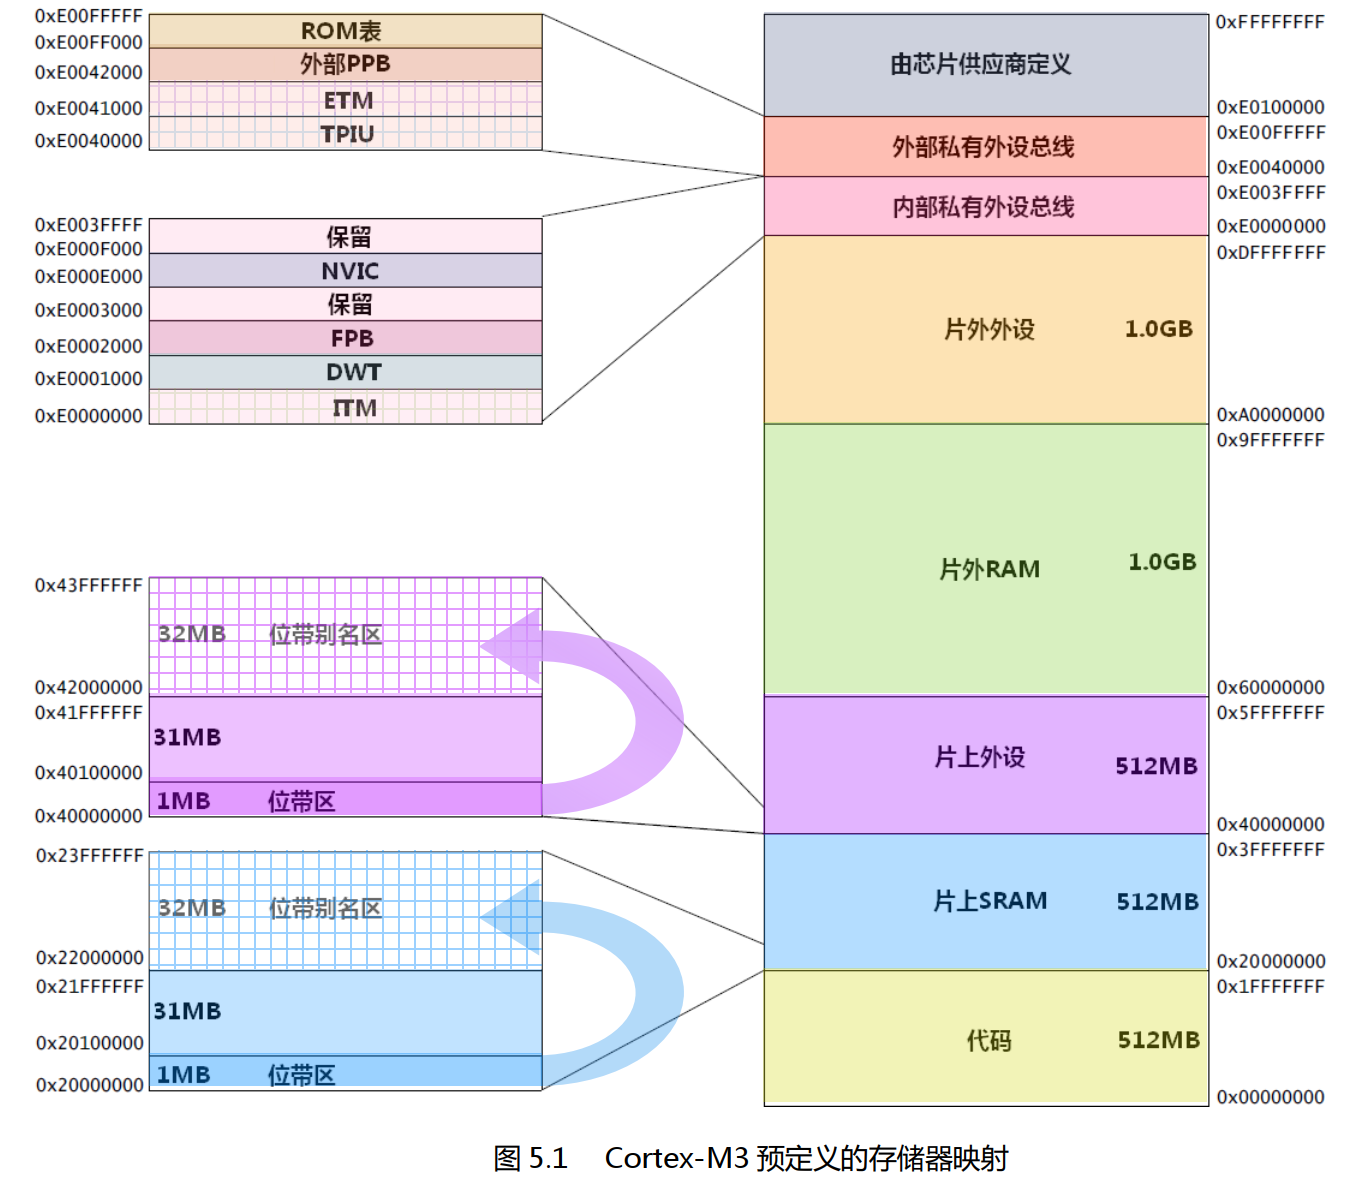 0xE00FFFFF
ROM表
0xE00FF000
外部PPB
0xE0042000
ETM
0xE0041000
TPIU
0xE0040000
0xE003FFFF
保留
0xE000F000
NVIC
0xE000E000
保留
0xE0003000
FPB
0xE0002000
DWT
0xE0001000
ITM
0xE0000000
0x43FFFFFF
32MB 位带别名区
0x42000000
0x41FFFFFF
31MB
0x40100000
1MB 位带区
0x40000000
0x23FFFFFF
32MB 位带别名区
0x22000000
0x21FFFFFF
31MB
0x20100000
1MB 位带区
0x20000000
0xFFFFFFFF
由芯片供应商定义
0xE0100000
0xE00FFFFF
外部私有外设总线
0xE0040000
0xE003FFFF
内部私有外设总线
0xE0000000
0xDFFFFFFF
片外外设 1.0GB
0xA0000000
0x9FFFFFFF
片外RAM 1.0GB
0x60000000
0x5FFFFFFF
片上外设 512MB
0x40000000
0x3FFFFFFF
片上SRAM 512MB
0x20000000
0x1FFFFFFF
代码 512MB
0x00000000
图 5.1 Cortex-M3 预定义的存储器映射